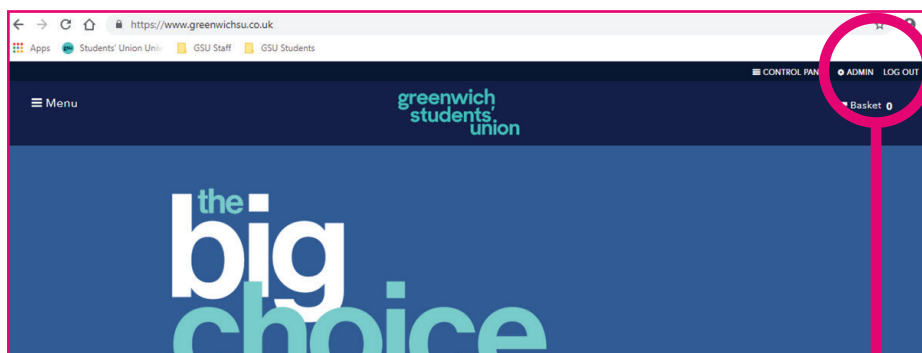 https://www.greenwichsu.co.uk
Apps Students' Union Univ GSU Staff GSU Students
CONTROL PAN ADMIN LOG OUT
Menu
greenwich
students'
union
Basket 0
the
big
choice